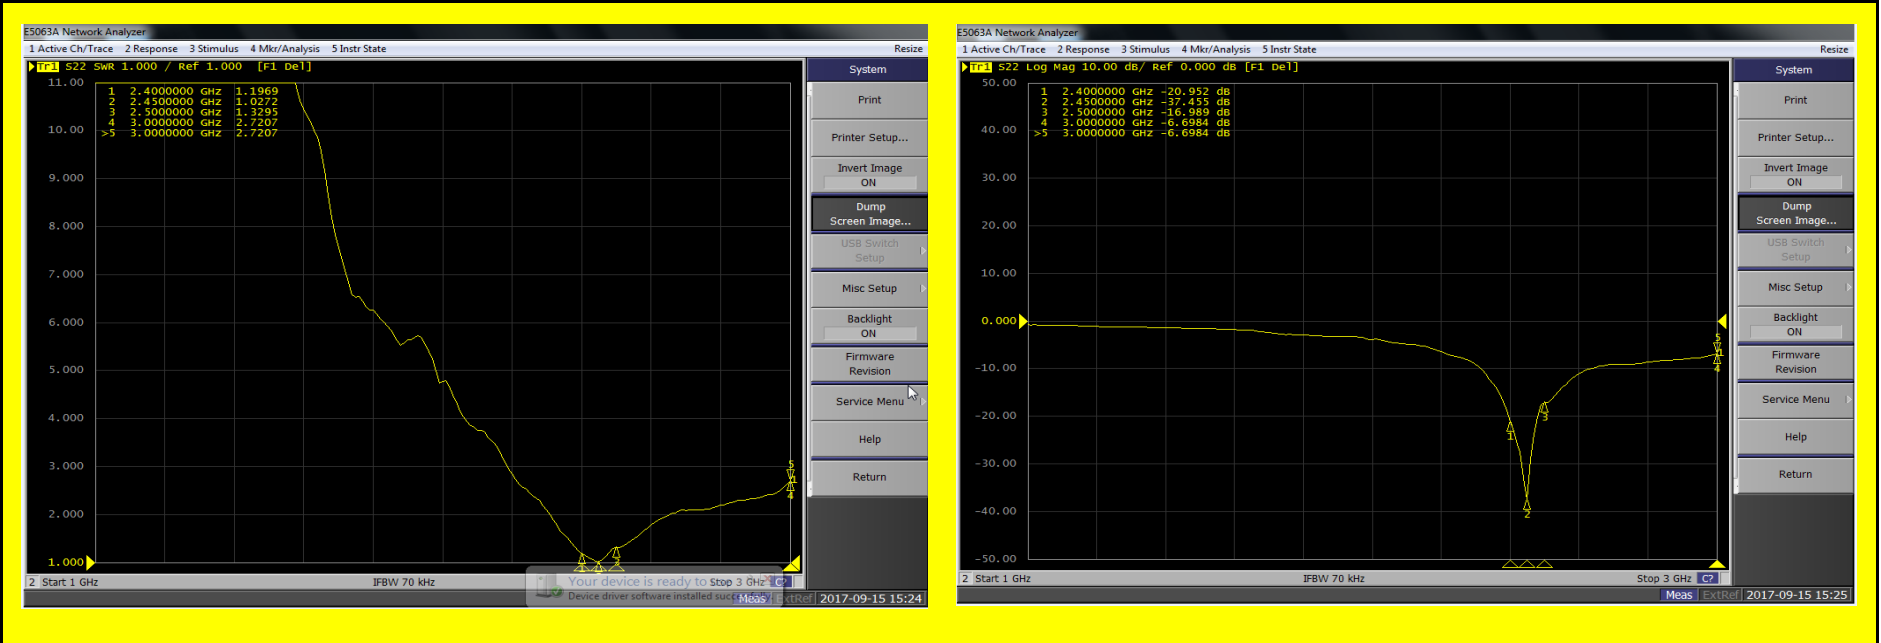 E5063A Network Analyzer
1 Active Ch/Trace 2 Response 3 Stimulus 4 Mkr/Analysis 5 Instr State
Resize
Tr1 S22 SWR 1.000 / Ref 1.000 [F1 Del]
11.00
10.00
9.000
8.000
7.000
6.000
5.000
4.000
3.000
2.000
1.000
1 2.4000000 GHz 1.1969
2 2.4500000 GHz 1.0272
3 2.5000000 GHz 1.3295
4 3.0000000 GHz 2.7207
>5 3.0000000 GHz 2.7207
5
1
4
1
2
3
System
Print
Printer Setup...
Invert Image
ON
Dump
Screen Image...
USB Switch
Setup
Misc Setup
Backlight
ON
Firmware
Revision
Service Menu
Help
Return
2 Start 1 GHz
IFBW 70 kHz
Stop 3 GHz C?
Your device is ready to
Device driver software installed successfully.
Meas ExtRef 2017-09-15 15:24
E5063A Network Analyzer
1 Active Ch/Trace 2 Response 3 Stimulus 4 Mkr/Analysis 5 Instr State
Resize
Tr1 S22 Log Mag 10.00 dB/ Ref 0.000 dB [F1 Del]
50.00
40.00
30.00
20.00
10.00
0.000
-10.00
-20.00
-30.00
-40.00
-50.00
1 2.4000000 GHz -20.952 dB
2 2.4500000 GHz -37.455 dB
3 2.5000000 GHz -16.989 dB
4 3.0000000 GHz -6.6984 dB
>5 3.0000000 GHz -6.6984 dB
5
1
4
1
3
2
System
Print
Printer Setup...
Invert Image
ON
Dump
Screen Image...
USB Switch
Setup
Misc Setup
Backlight
ON
Firmware
Revision
Service Menu
Help
Return
2 Start 1 GHz
IFBW 70 kHz
Stop 3 GHz C?
Meas ExtRef 2017-09-15 15:25